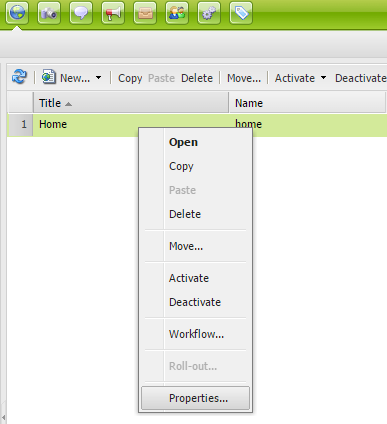 New... Copy Paste Delete Move... Activate Deactivate
Title Name
1 Home home
Open
Copy
Paste
Delete
Move...
Activate
Deactivate
Workflow...
Roll-out...
Properties...